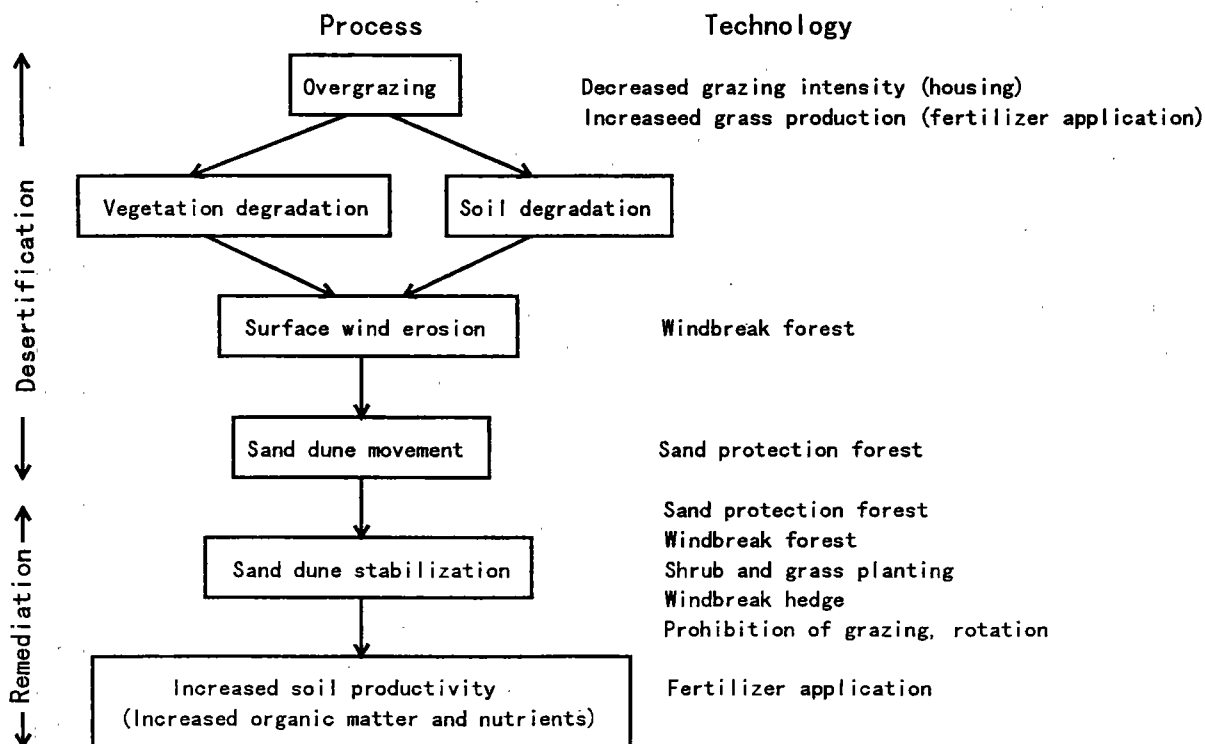 Process
Technology
Overgrazing
Decreased grazing intensity (housing)
Increaseed grass production (fertilizer application)
Vegetation degradation
Soil degradation
Desertification
Surface wind erosion
Windbreak forest
Sand dune movement
Sand protection forest
Sand protection forest
Windbreak forest
Sand dune stabilization
Shrub and grass planting
Windbreak hedge
Prohibition of grazing, rotation
Remediation
Increased soil productivity
(Increased organic matter and nutrients)
Fertilizer application